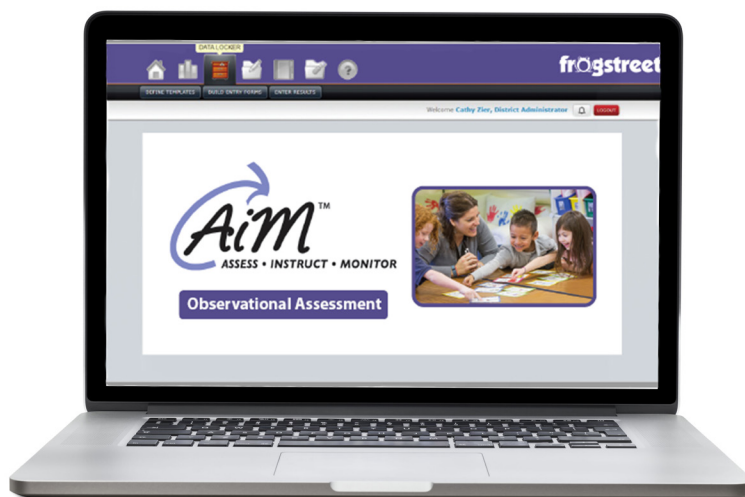 DATA LOCKER
frogstreet
?
DEFINE TEMPLATES BUILD ENTRY FORMS ENTER RESULTS
Welcome Cathy Zier, District Administrator LOGOUT
AiM™
ASSESS • INSTRUCT • MONITOR
Observational Assessment